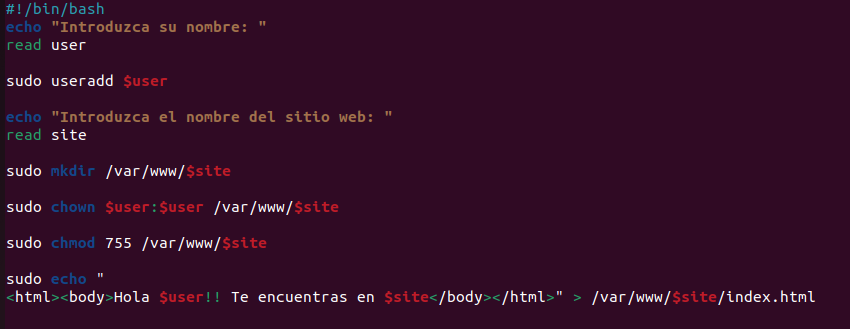 #!/bin/bash
echo "Introduzca su nombre: "
read user
sudo useradd $user
echo "Introduzca el nombre del sitio web: "
read site
sudo mkdir /var/www/$site
sudo chown $user:$user /var/www/$site
sudo chmod 755 /var/www/$site
sudo echo "
<html><body>Hola $user!! Te encuentras en $site</body></html>" > /var/www/$site/index.html